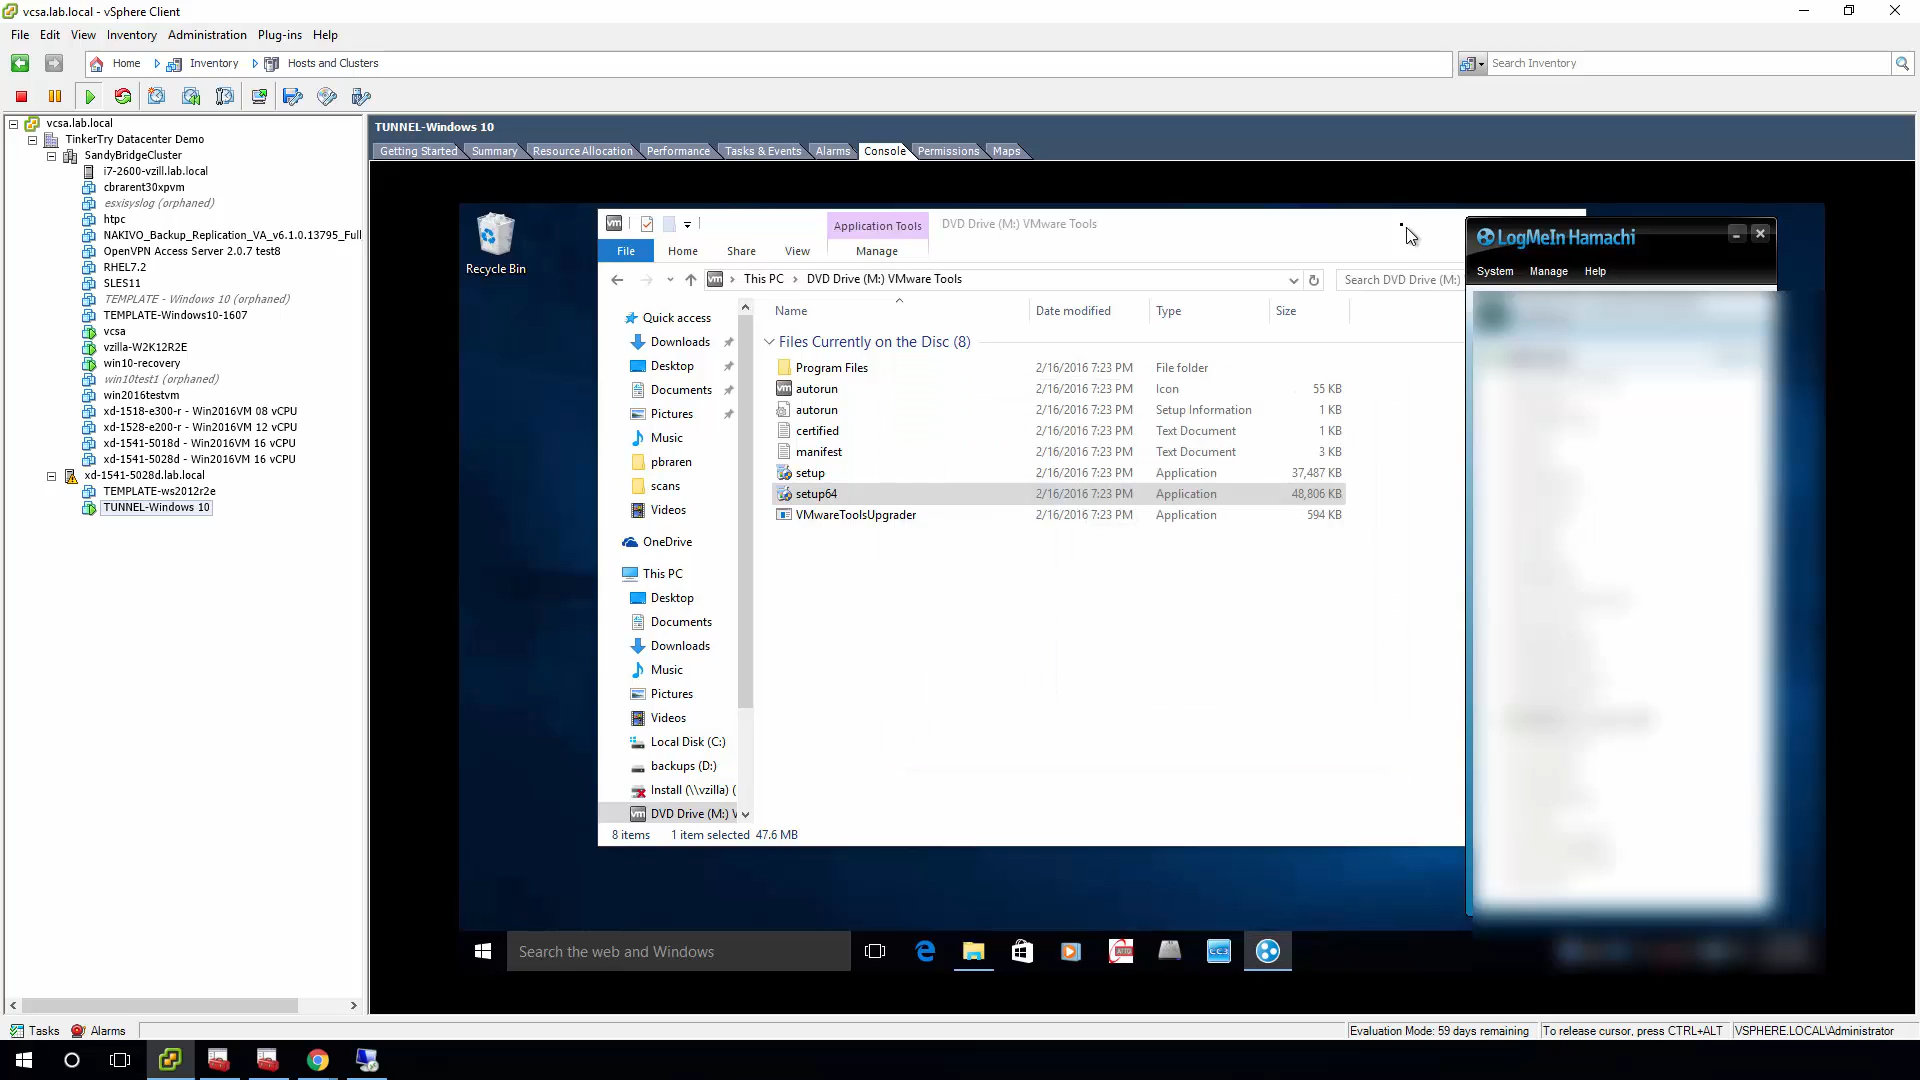 vcsa.lab.local - vSphere Client
File Edit View Inventory Administration Plug-ins Help
Home Inventory Hosts and Clusters
Search Inventory
vcsa.lab.local
TinkerTry Datacenter Demo
SandyBridgeCluster
i7-2600-vzill.lab.local
cbrarent30xpvm
esxisyslog (orphaned)
htpc
NAKIVO_Backup_Replication_VA_v6.1.0.13795_Full
OpenVPN Access Server 2.0.7 test8
RHEL7.2
SLES11
TEMPLATE - Windows 10 (orphaned)
TEMPLATE-Windows10-1607
vcsa
vzilla-W2K12R2E
win10-recovery
win10test1 (orphaned)
win2016testvm
xd-1518-e300-r - Win2016VM 08 vCPU
xd-1528-e200-r - Win2016VM 12 vCPU
xd-1541-5018d - Win2016VM 16 vCPU
xd-1541-5028d - Win2016VM 16 vCPU
xd-1541-5028d.lab.local
TEMPLATE-ws2012r2e
TUNNEL-Windows 10
TUNNEL-Windows 10
Getting Started Summary Resource Allocation Performance Tasks & Events Alarms Console Permissions Maps
Recycle Bin
vm Application Tools DVD Drive (M:) VMware Tools
File Home Share View Manage
vm This PC DVD Drive (M:) VMware Tools
Search DVD Drive (M:)
Quick access
Downloads
Desktop
Documents
Pictures
Music
pbraren
scans
Videos
OneDrive
This PC
Desktop
Documents
Downloads
Music
Pictures
Videos
Local Disk (C:)
backups (D:)
Install (\\vzilla) (
vm DVD Drive (M:) V
Name Date modified Type Size
Files Currently on the Disc (8)
Program Files 2/16/2016 7:23 PM File folder
vm autorun 2/16/2016 7:23 PM Icon 55 KB
autorun 2/16/2016 7:23 PM Setup Information 1 KB
certified 2/16/2016 7:23 PM Text Document 1 KB
manifest 2/16/2016 7:23 PM Text Document 3 KB
setup 2/16/2016 7:23 PM Application 37,487 KB
setup64 2/16/2016 7:23 PM Application 48,806 KB
VMwareToolsUpgrader 2/16/2016 7:23 PM Application 594 KB
8 items 1 item selected 47.6 MB
LogMeIn Hamachi
System Manage Help
Search the web and Windows
ATTO
Tasks Alarms
Evaluation Mode: 59 days remaining To release cursor, press CTRL+ALT VSPHERE.LOCAL\Administrator